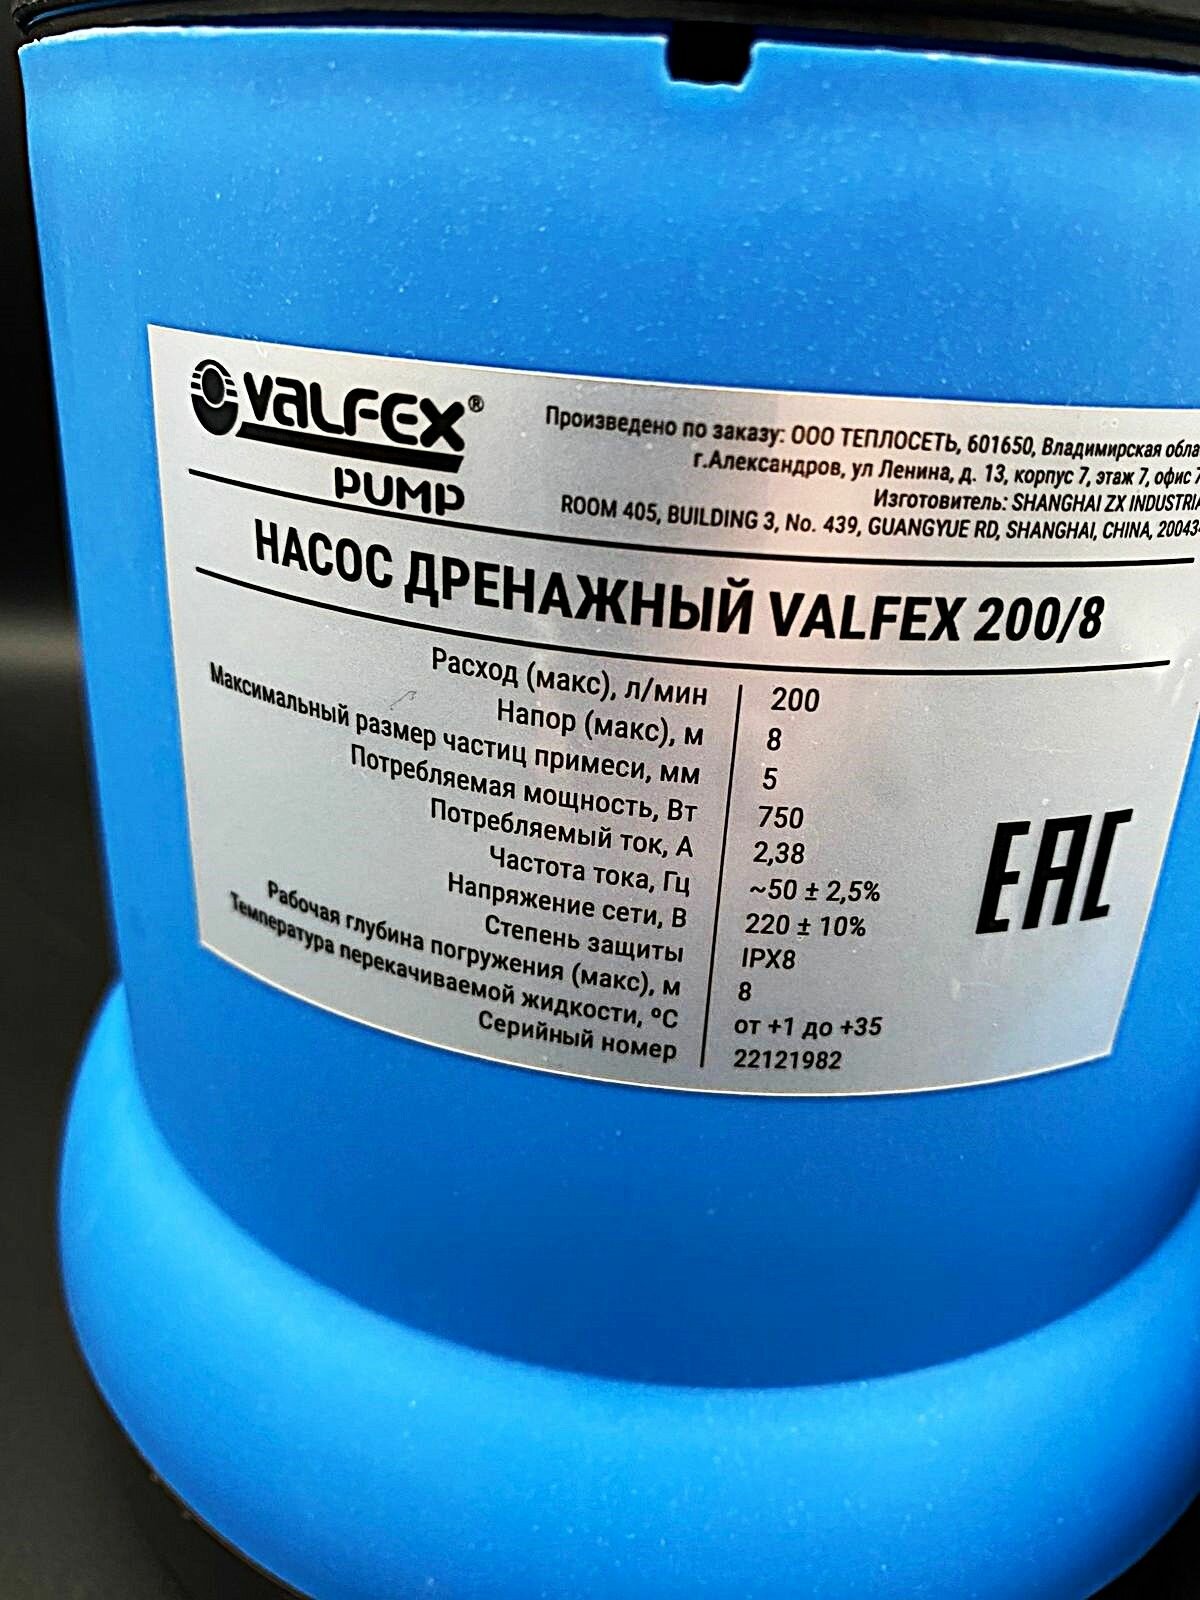 VALFEX®
PUMP
Произведено по заказу: ООО ТЕПЛОСЕТЬ, 601650, Владимирская
г.Александров, ул Ленина, д. 13, корпус 7, этаж 7, офис
Изготовитель: SHANGHAI ZX
ROOM 405, BUILDING 3, No. 439, GUANGYUE RD, SHANGHAI, CHINA,
НАСОС ДРЕНАЖНЫЙ VALFEX 200/8
Расход (макс), л/мин 200
Напор (макс), м 8
Максимальный размер частиц примеси, мм 5
Потребляемая мощность, Вт 750
Потребляемый ток, А 2,38
Частота тока, Гц ~50 ± 2,5%
Напряжение сети, В 220 ± 10%
Степень защиты IPX8
Рабочая глубина погружения (макс), м 8
Температура перекачиваемой жидкости, ºС от +1 до +35
Серийный номер 22121982
EAC